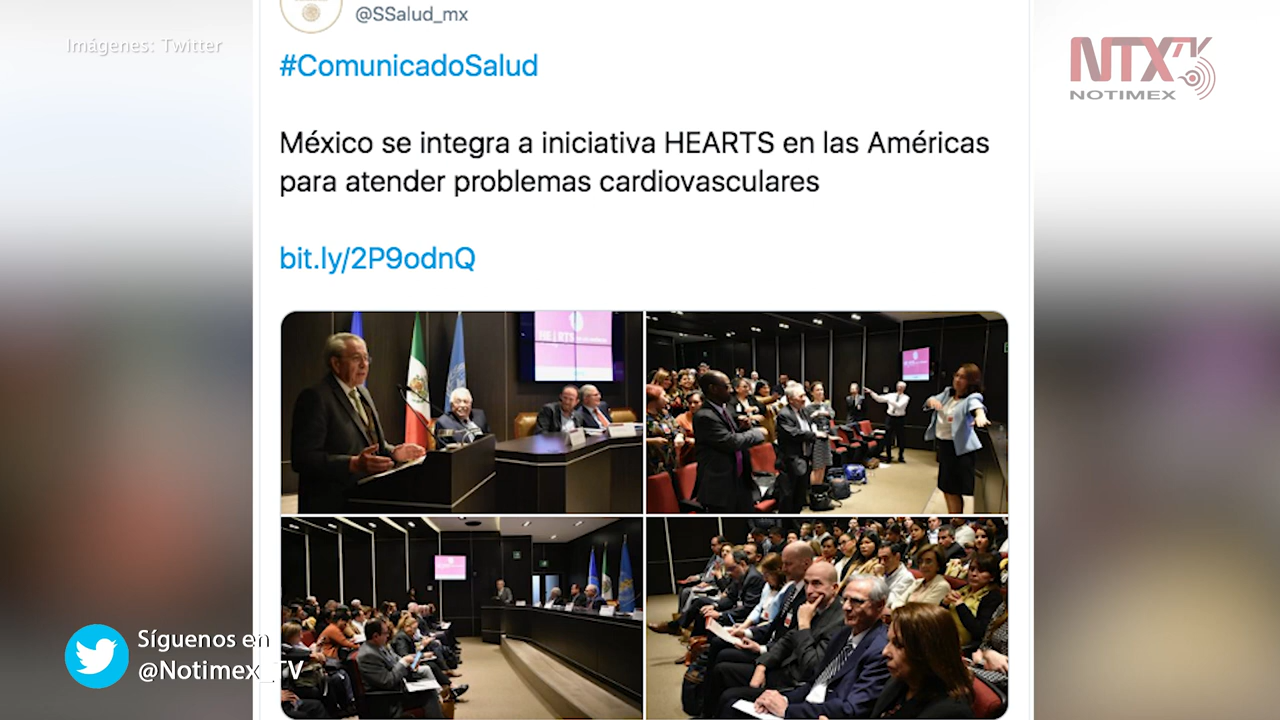 @SSalud_mx
Imágenes: Twitter
#ComunicadoSalud
NTX TV
NOTIMEX
México se integra a iniciativa HEARTS en las Américas
para atender problemas cardiovasculares
bit.ly/2P9odnQ
HEARTS
Síguenos en
@Notimex_TV